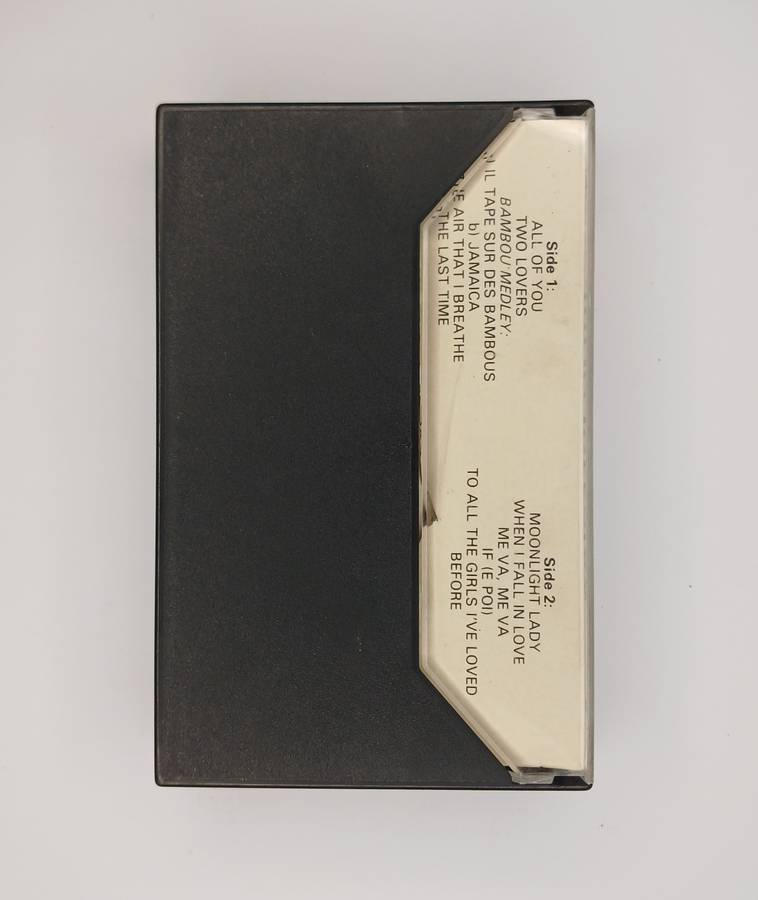 Side 1:
ALL OF YOU
TWO LOVERS
BAMBOU MEDLEY:
IL TAPE SUR DES BAMBOUS
b) JAMAICA
AIR THAT I BREATHE
THE LAST TIME
Side 2:
MOONLIGHT LADY
WHEN I FALL IN LOVE
ME VA, ME VA
IF (E POI)
TO ALL THE GIRLS I'VE LOVED
BEFORE